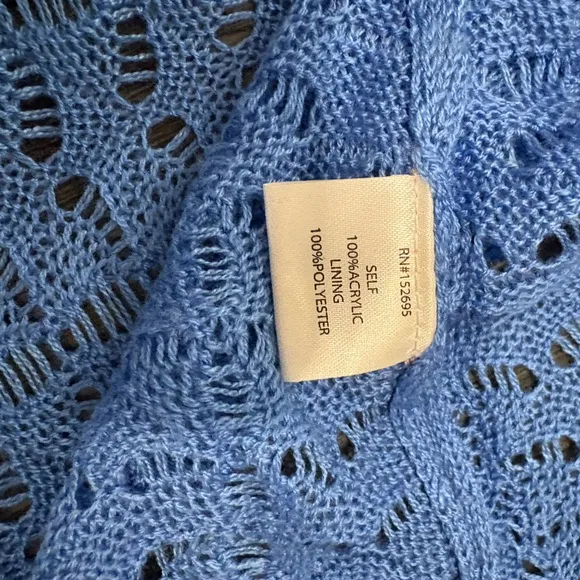 RN#152695
SELF
100%ACRYLIC
LINING
100%POLYESTER